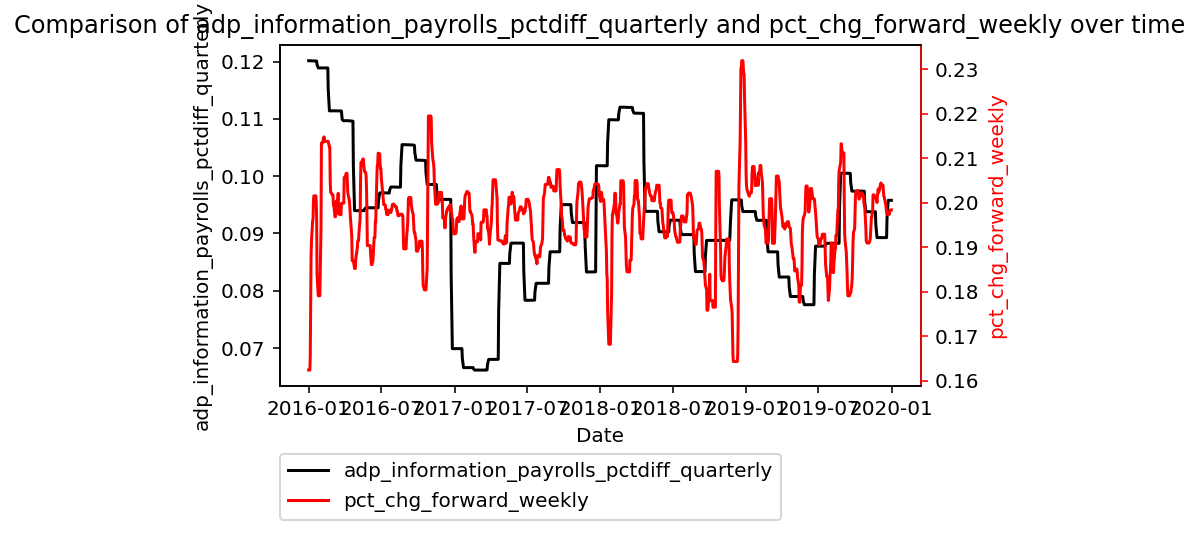 Comparison of adp_information_payrolls_pctdiff_quarterly and pct_chg_forward_weekly over time
adp_information_payrolls_pctdiff_quarterly
0.12
0.11
0.10
0.09
0.08
0.07
0.23
0.22
0.21
0.20
0.19
0.18
0.17
0.16
pct_chg_forward_weekly
2016-01 2016-07 2017-01 2017-07 2018-01 2018-07 2019-01 2019-07 2020-01
Date
adp_information_payrolls_pctdiff_quarterly
pct_chg_forward_weekly